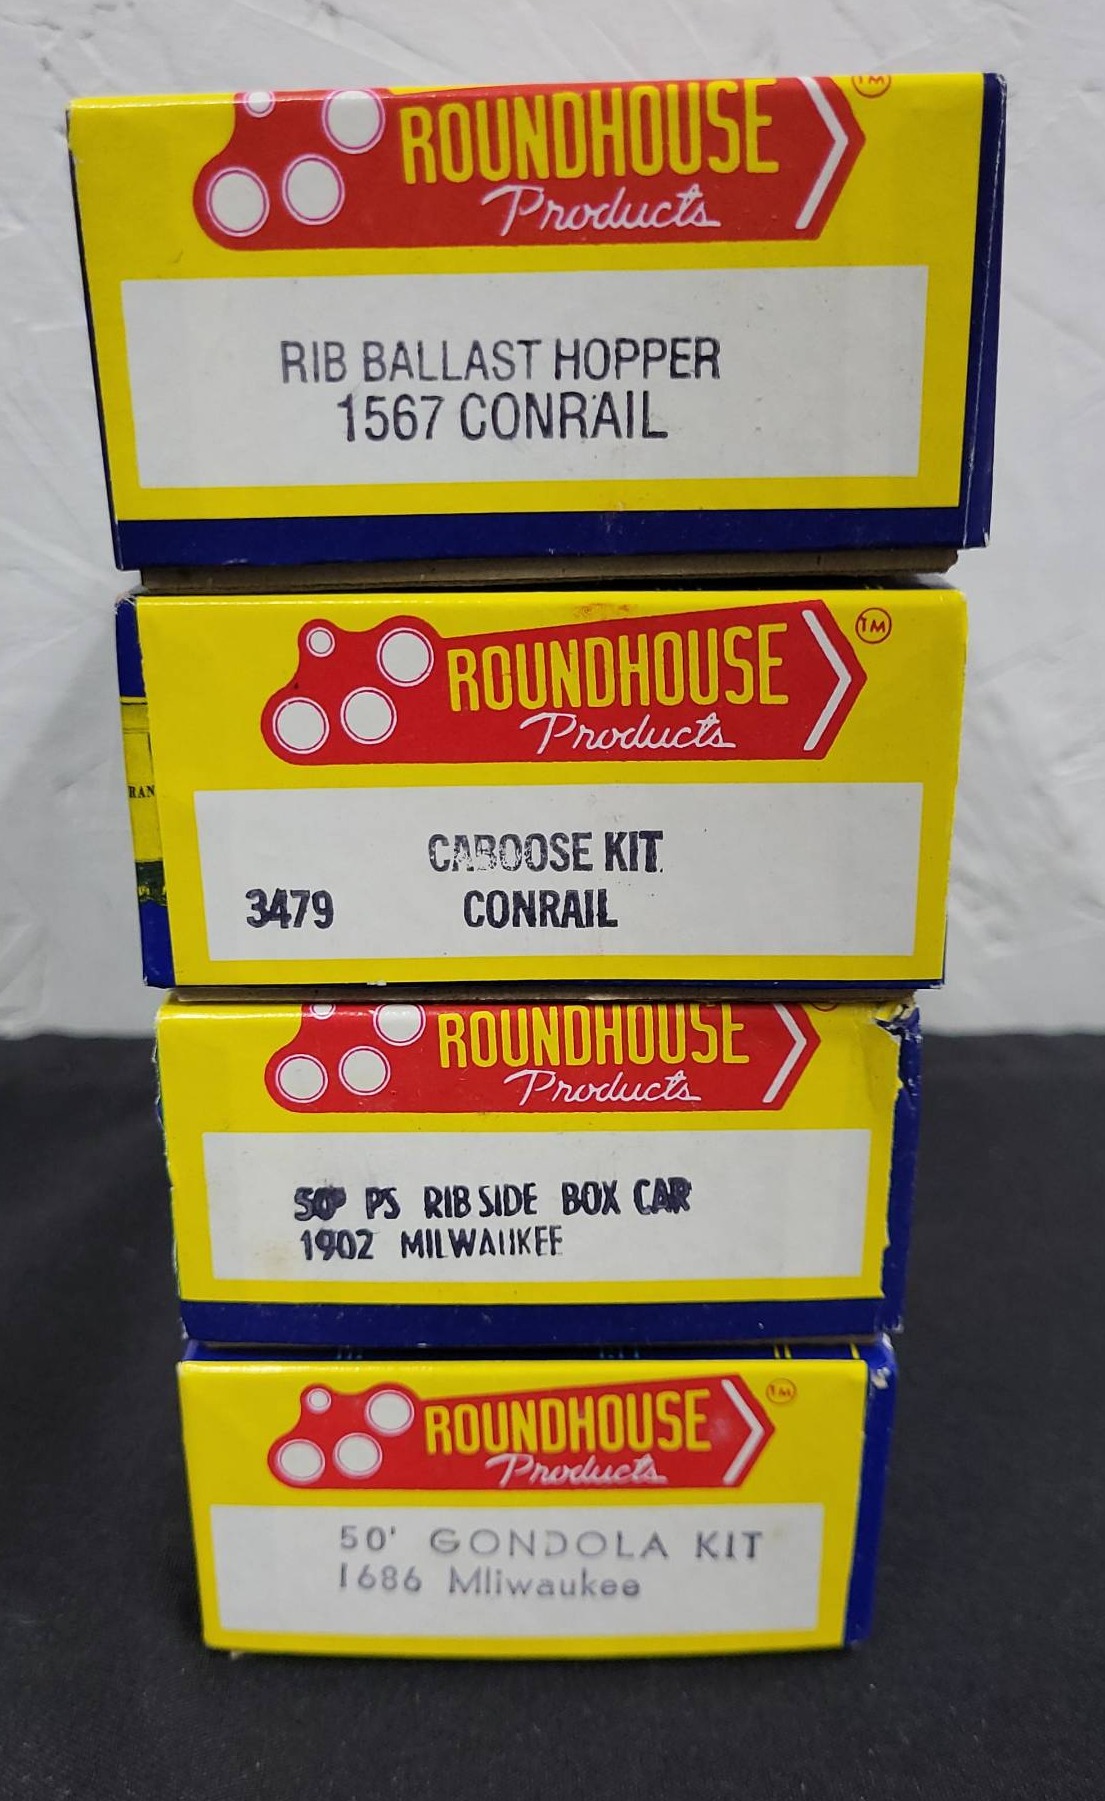 ROUNDHOUSE
TM
Products
RIB BALLAST HOPPER
1567 CONRAIL
ROUNDHOUSE
TM
Products
RAN
CABOOSE KIT
3479 CONRAIL
ROUNDHOUSE
Products
50' PS RIB SIDE BOX CAR
1902 MILWAUKEE
ROUNDHOUSE
TM
Products
50' GONDOLA KIT
1686 Mliwaukee